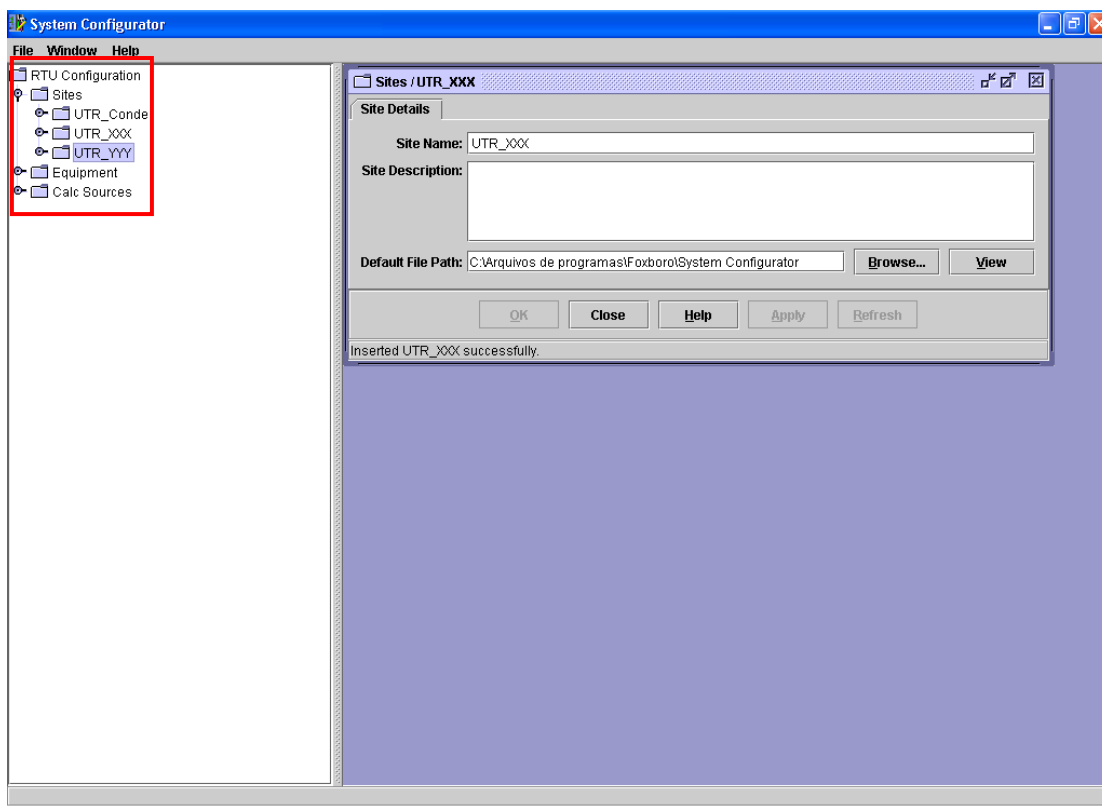 System Configurator
File Window Help
RTU Configuration
Sites
UTR_Conde
UTR_XXX
UTR_YYY
Equipment
Calc Sources
Sites / UTR_XXX
Site Details
Site Name: UTR_XXX
Site Description:
Default File Path: C:\Arquivos de programas\Foxboro\System Configurator Browse... View
OK Close Help Apply Refresh
Inserted UTR_XXX successfully.